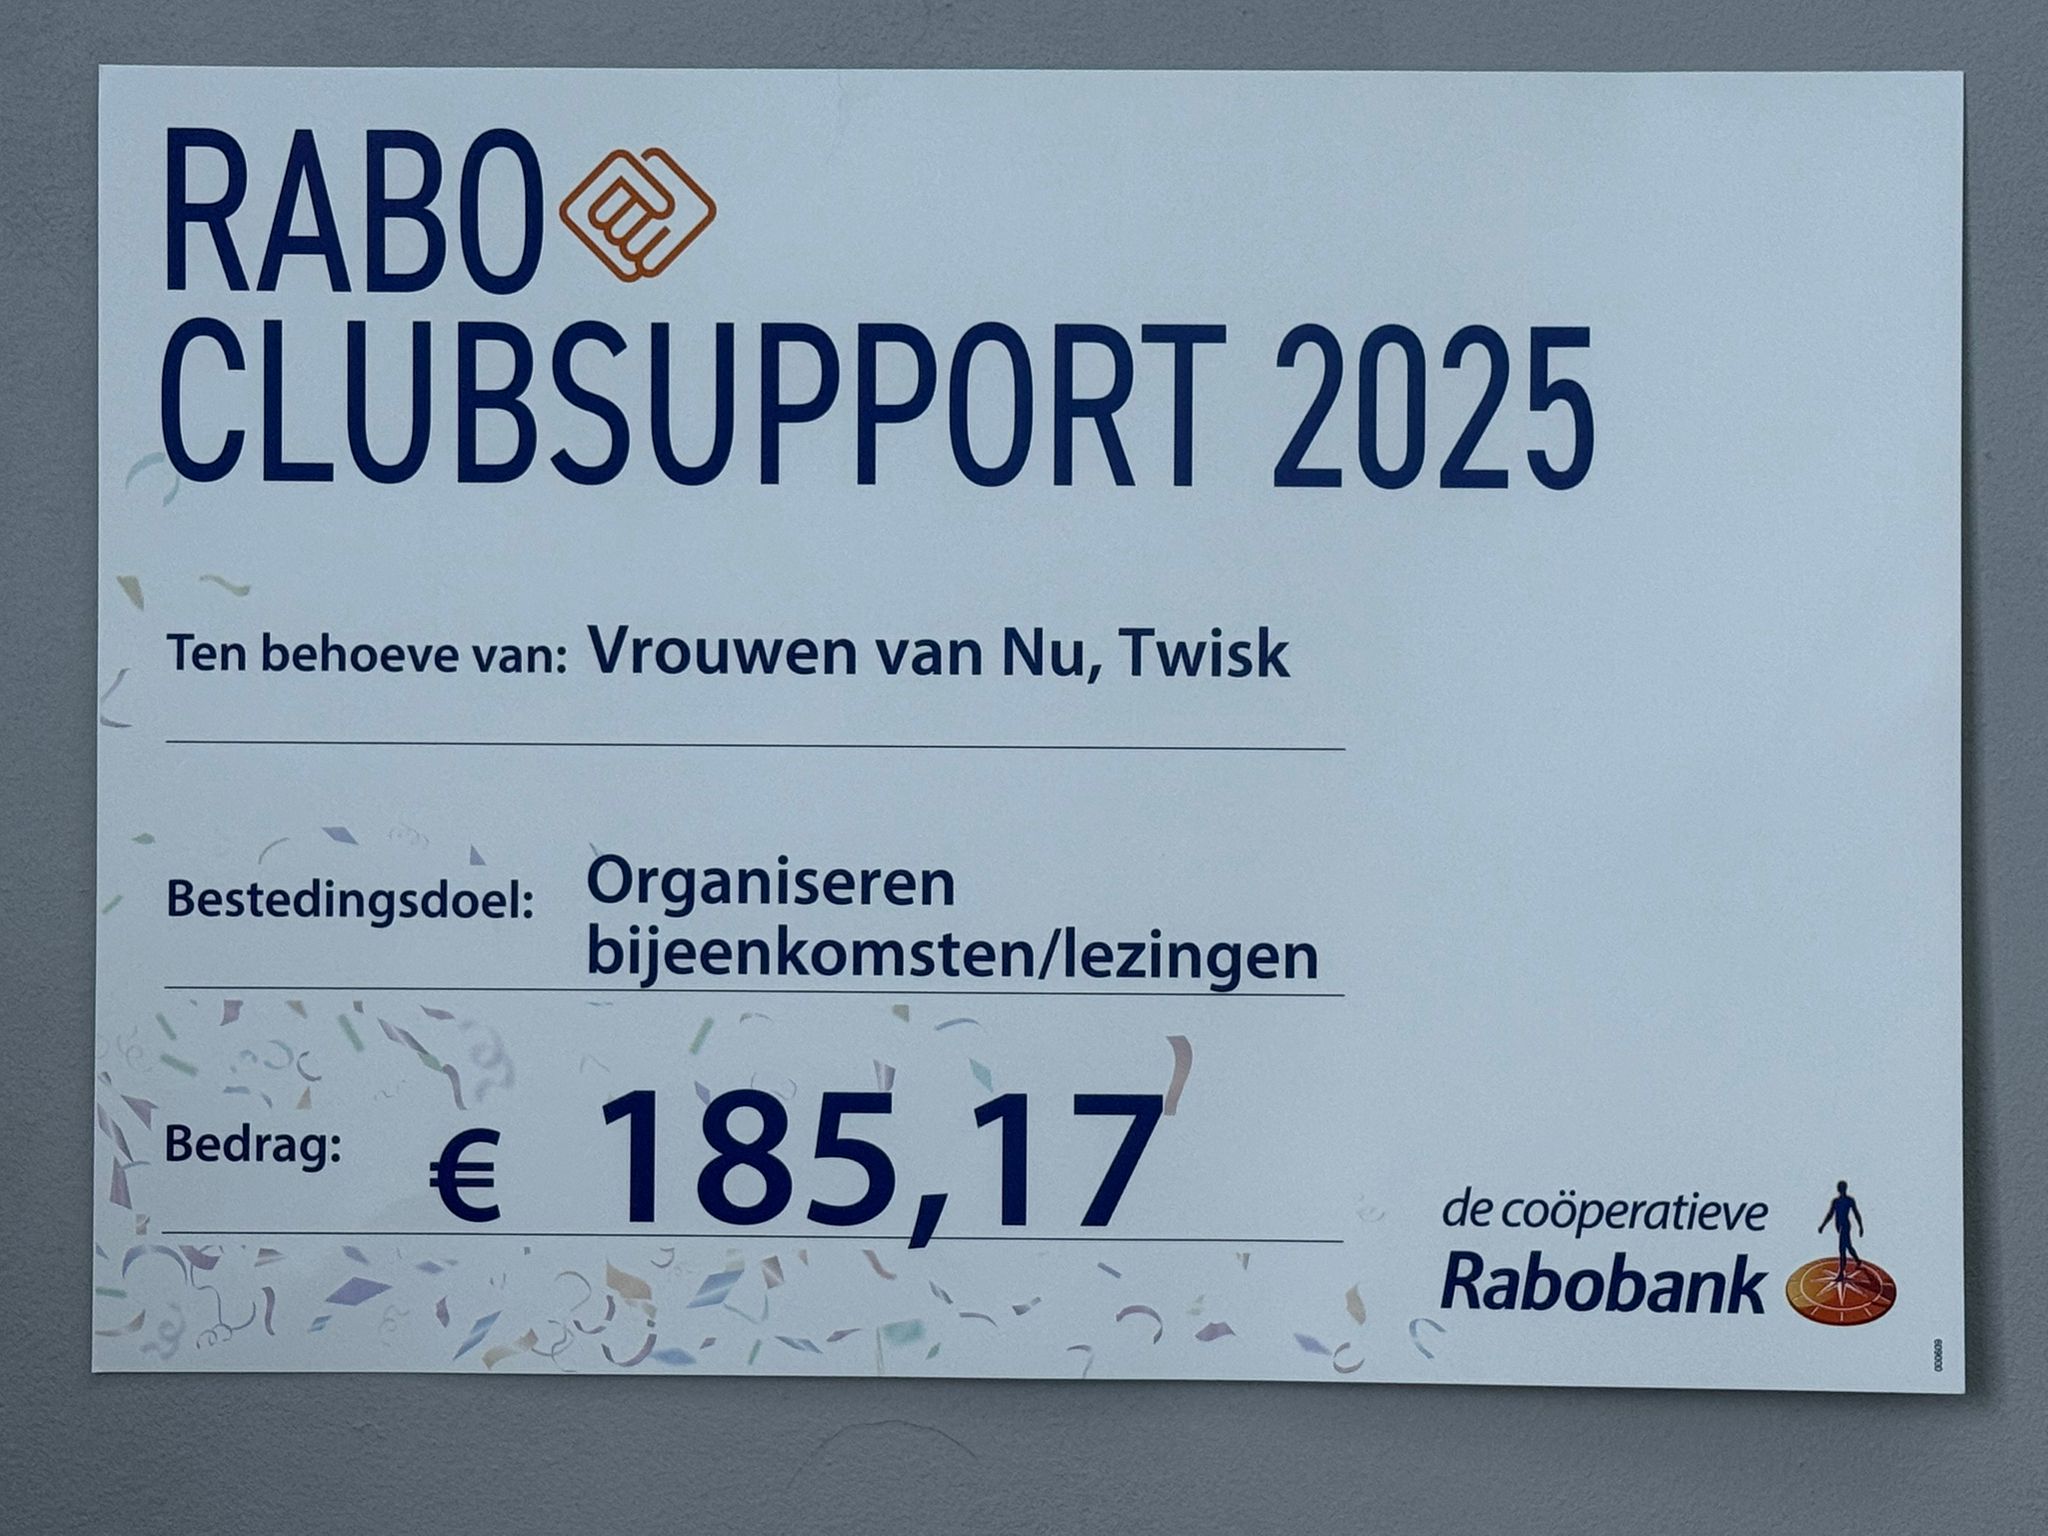 RABO
CLUBSUPPORT 2025
Ten behoeve van: Vrouwen van Nu, Twisk
Bestedingsdoel: Organiseren
bijeenkomsten/lezingen
Bedrag: € 185,17
de coöperatieve
Rabobank
000609